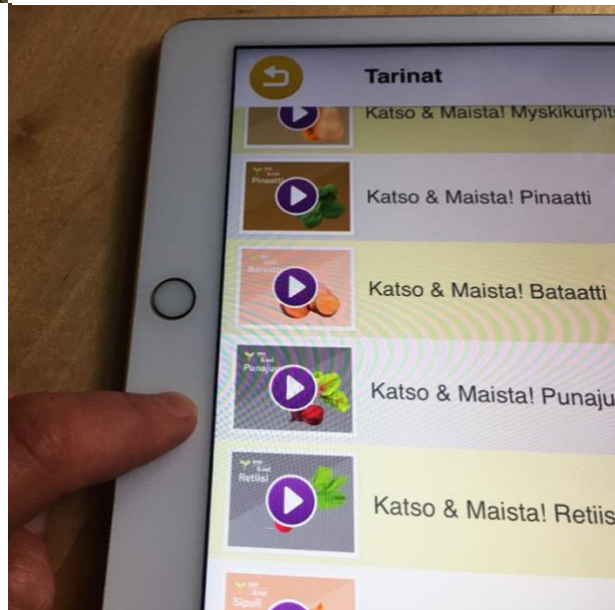 Tarinat
Katso & Maista! Myskikurpits
Pinaatti
Katso & Maista! Pinaatti
Bataatti
Katso & Maista! Bataatti
Punaju
Katso & Maista! Punaju
Retiisi
Katso & Maista! Retiis
Sipuli